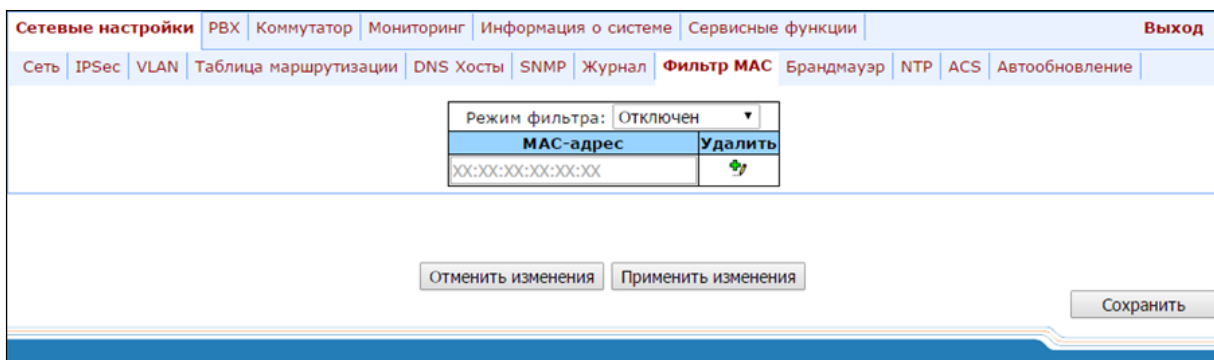 Сетевые настройки PBX Коммутатор Мониторинг Информация о системе Сервисные функции Выход
Сеть IPSec VLAN Таблица маршрутизации DNS Хосты SNMP Журнал Фильтр MAC Брандмауэр NTP ACS Автообновление
Режим фильтра: Отключен
MAC-адрес Удалить
XX:XX:XX:XX:XX:XX
Отменить изменения Применить изменения
Сохранить